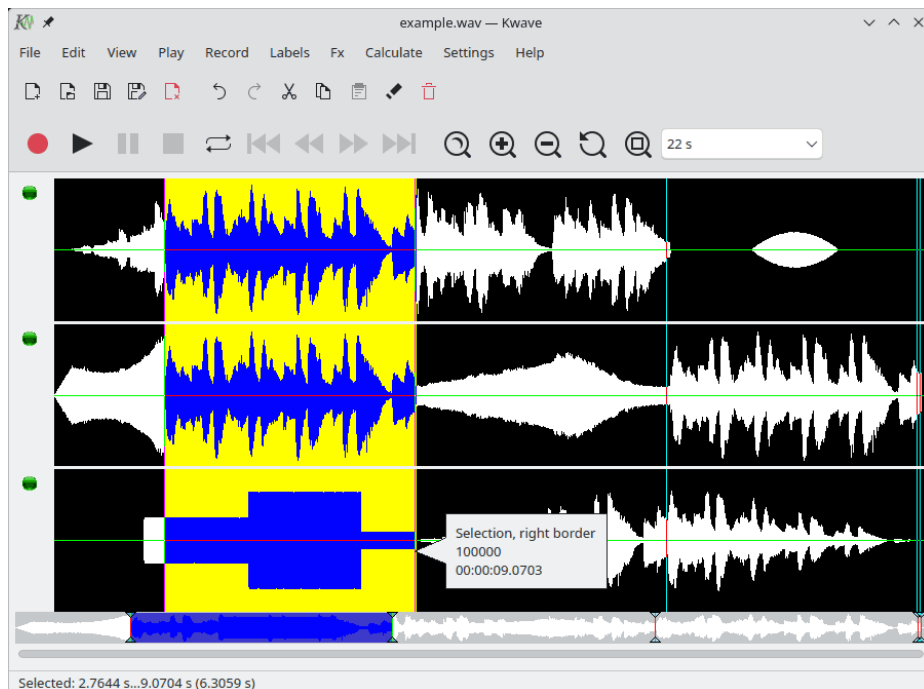 example.wav — Kwave
File Edit View Play Record Labels Fx Calculate Settings Help
22 s
Selection, right border
100000
00:00:09.0703
Selected: 2.7644 s...9.0704 s (6.3059 s)